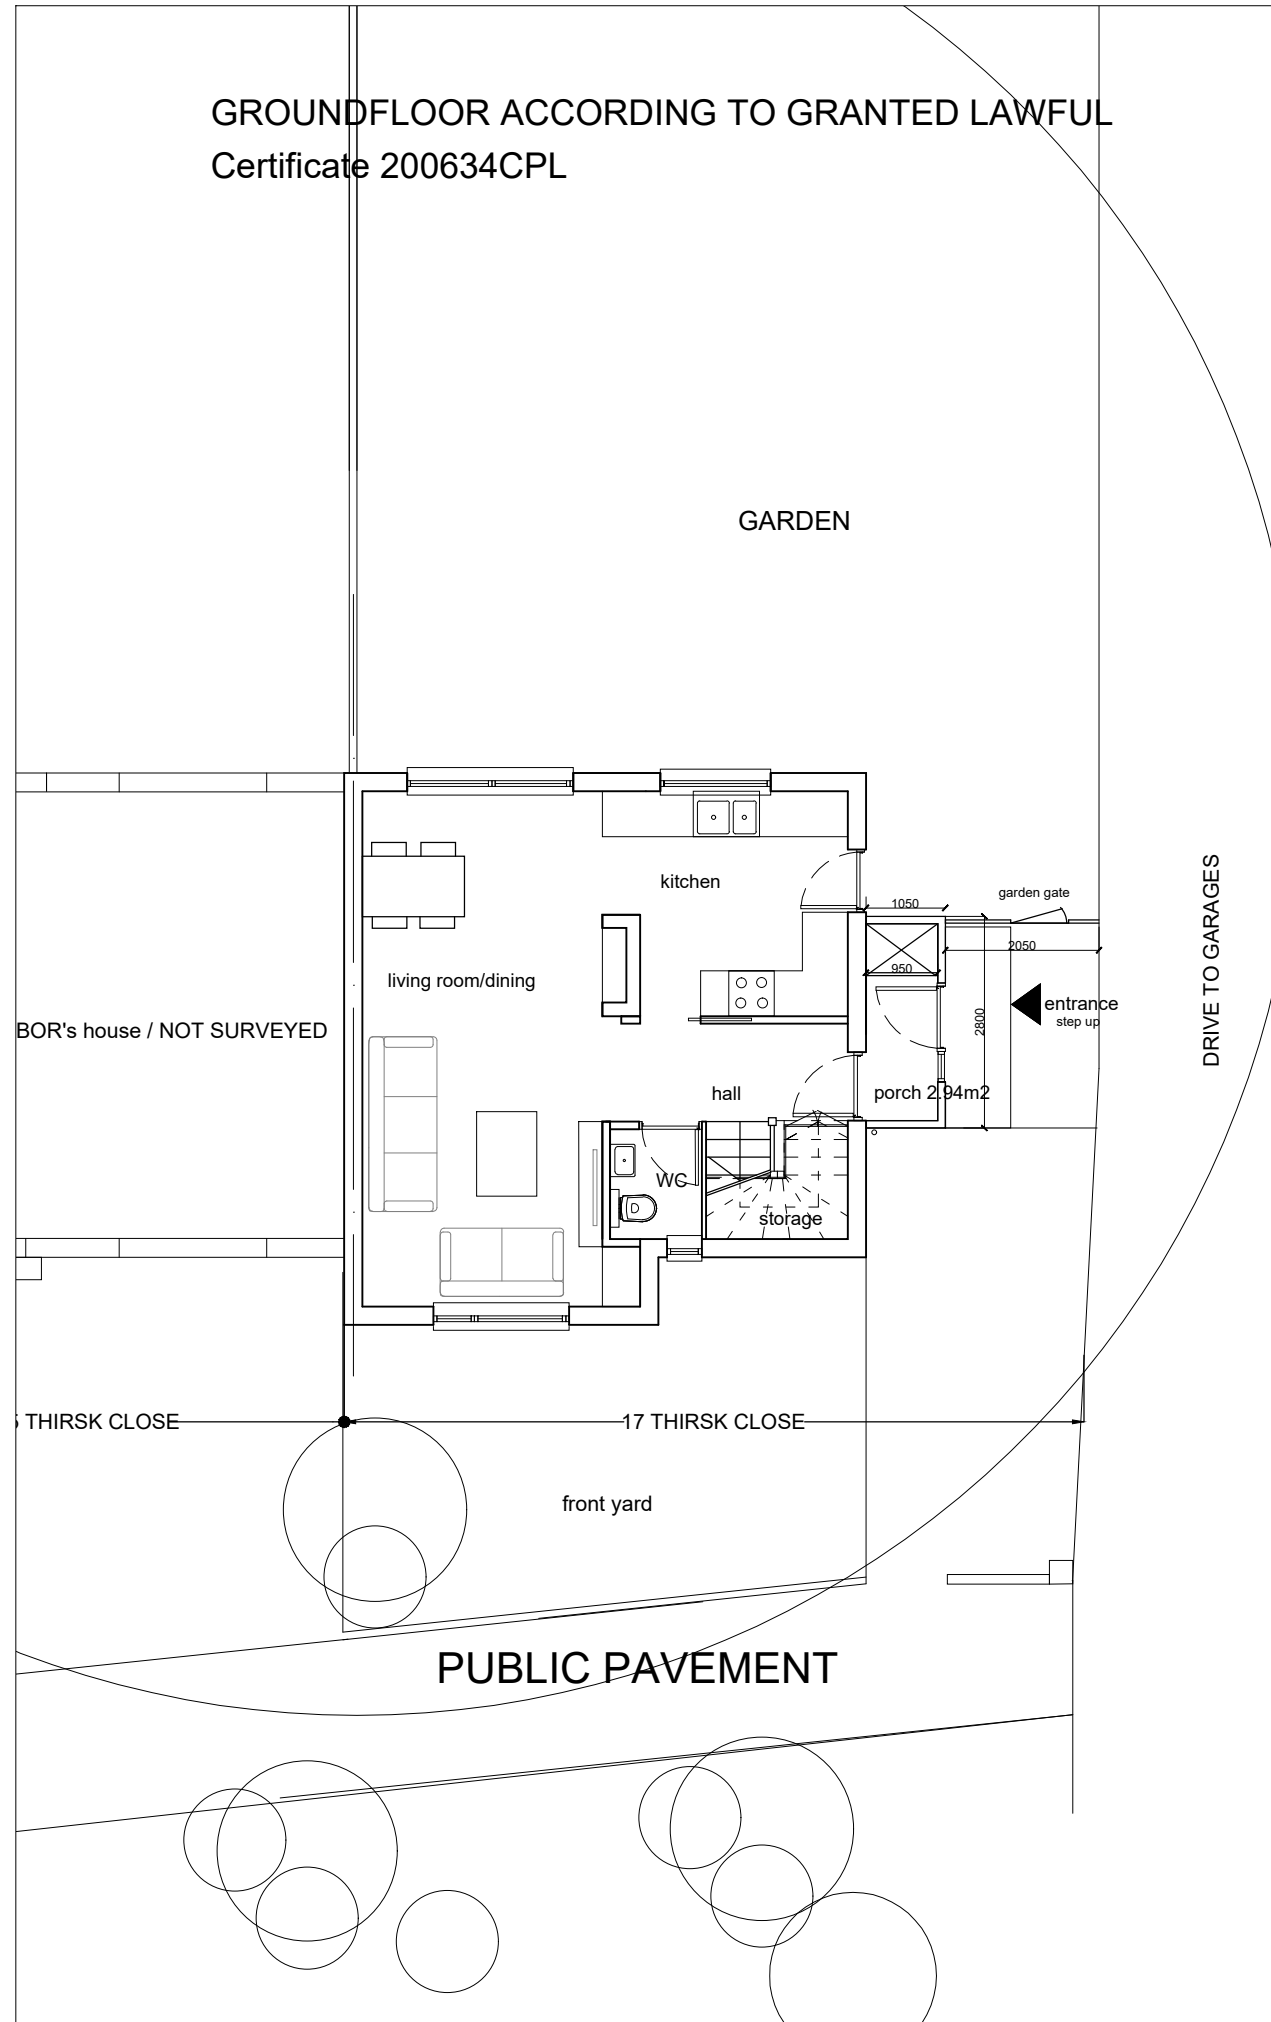 GROUNDFLOOR ACCORDING TO GRANTED LAWFUL
Certificate 200634CPL
GARDEN
kitchen
garden gate
1050
2050
950
living room/dining
entrance
step up
2800
DRIVE TO GARAGES
BOR's house / NOT SURVEYED
hall
porch 2.94m2
WC
storage
THIRSK CLOSE
17 THIRSK CLOSE
front yard
PUBLIC PAVEMENT